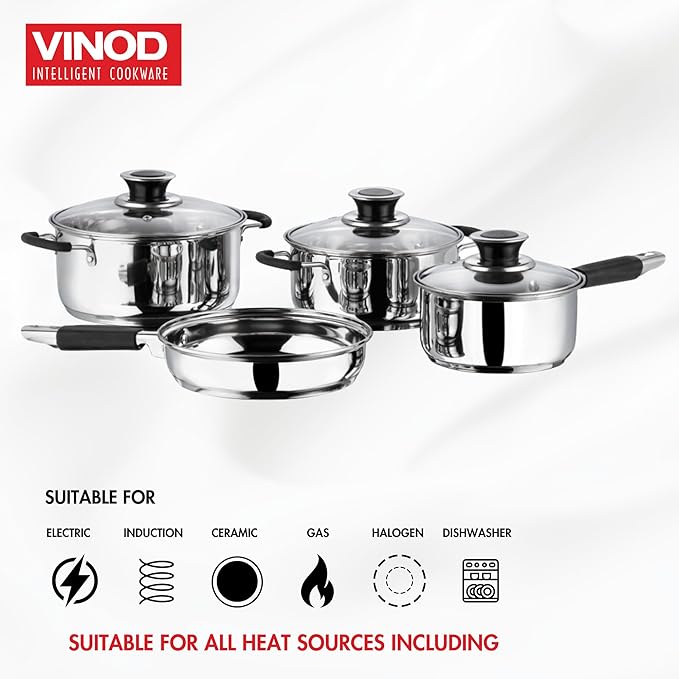 VINOD
INTELLIGENT COOKWARE
SUITABLE FOR
ELECTRIC INDUCTION CERAMIC GAS HALOGEN DISHWASHER
SUITABLE FOR ALL HEAT SOURCES INCLUDING